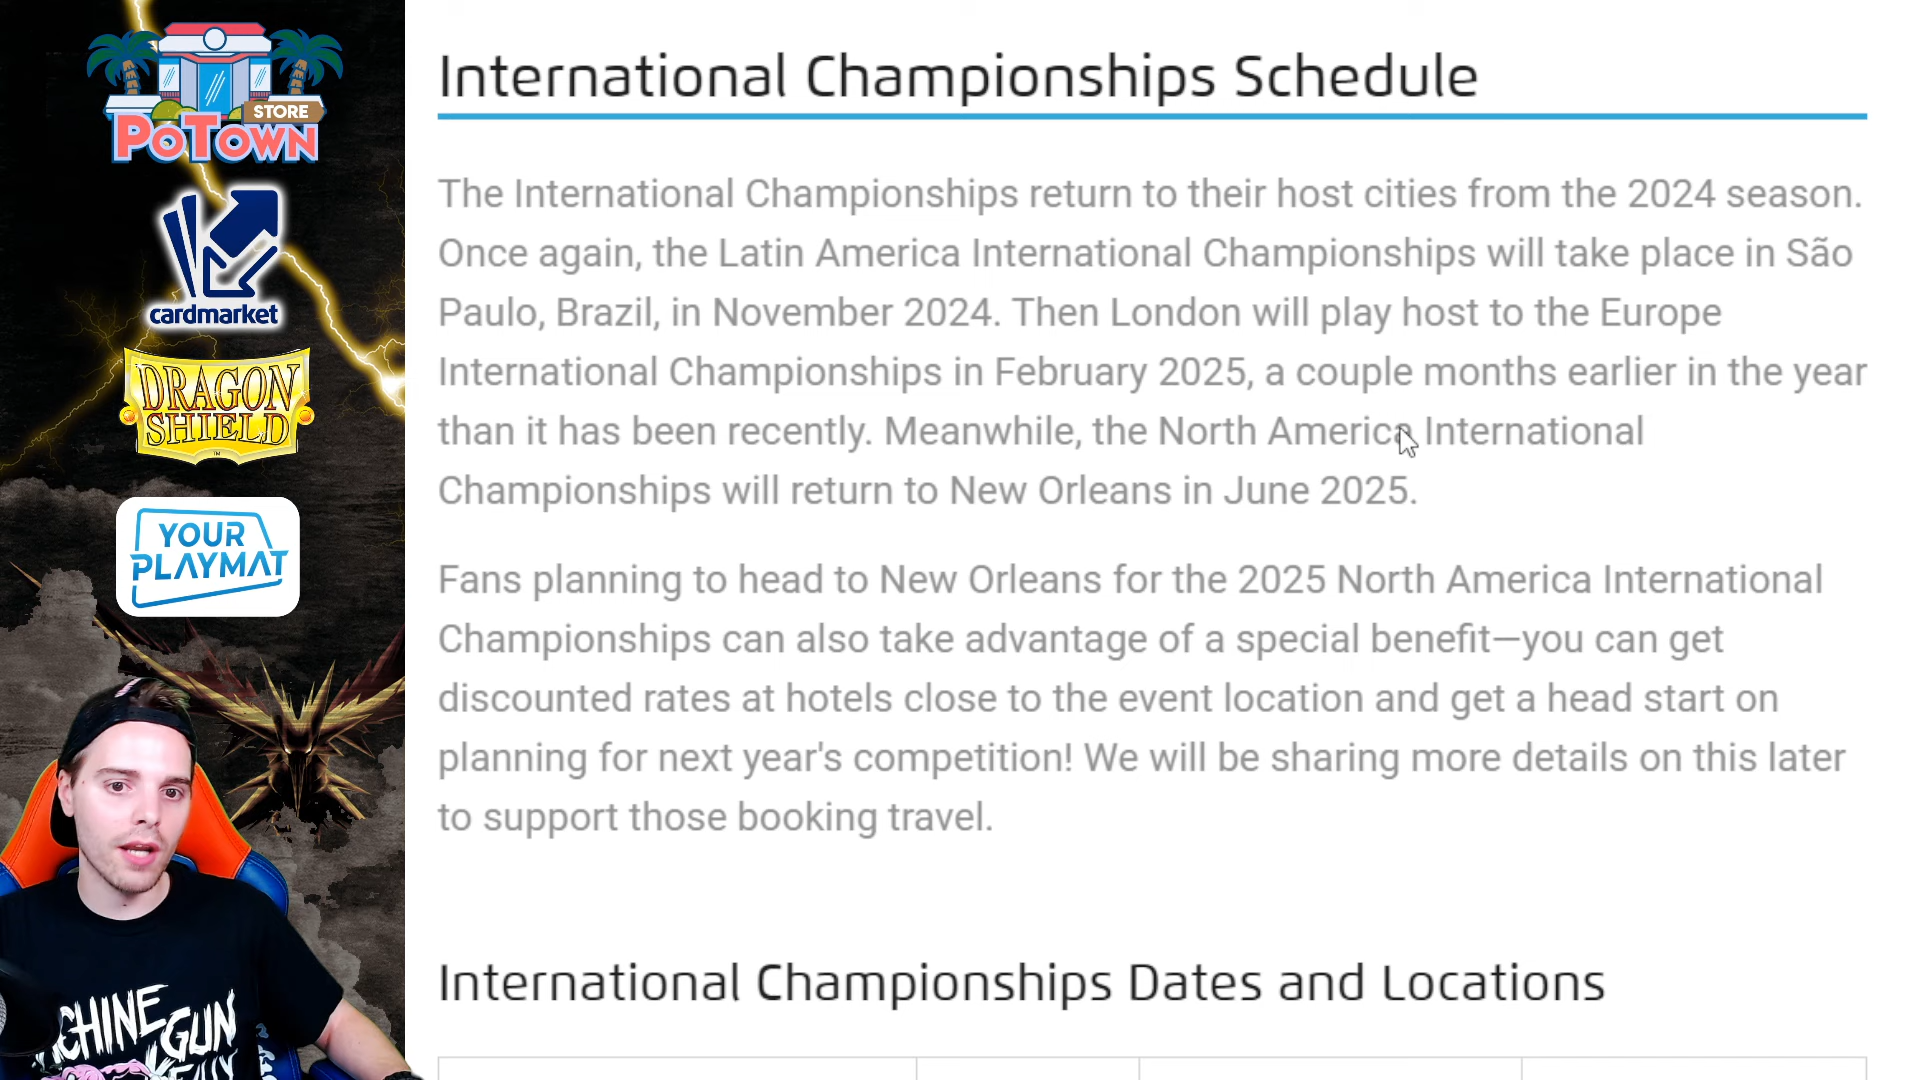 International Championships Schedule
The International Championships return to their host cities from the 2024 season.
Once again, the Latin America International Championships will take place in São
Paulo, Brazil, in November 2024. Then London will play host to the Europe
International Championships in February 2025, a couple months earlier in the year
than it has been recently. Meanwhile, the North America International
Championships will return to New Orleans in June 2025.
Fans planning to head to New Orleans for the 2025 North America International
Championships can also take advantage of a special benefit—you can get
discounted rates at hotels close to the event location and get a head start on
planning for next year's competition! We will be sharing more details on this later
to support those booking travel.
International Championships Dates and Locations
STORE
POTOWN
cardmarket
DRAGON
SHIELD
YOUR
PLAYMAT
GUN